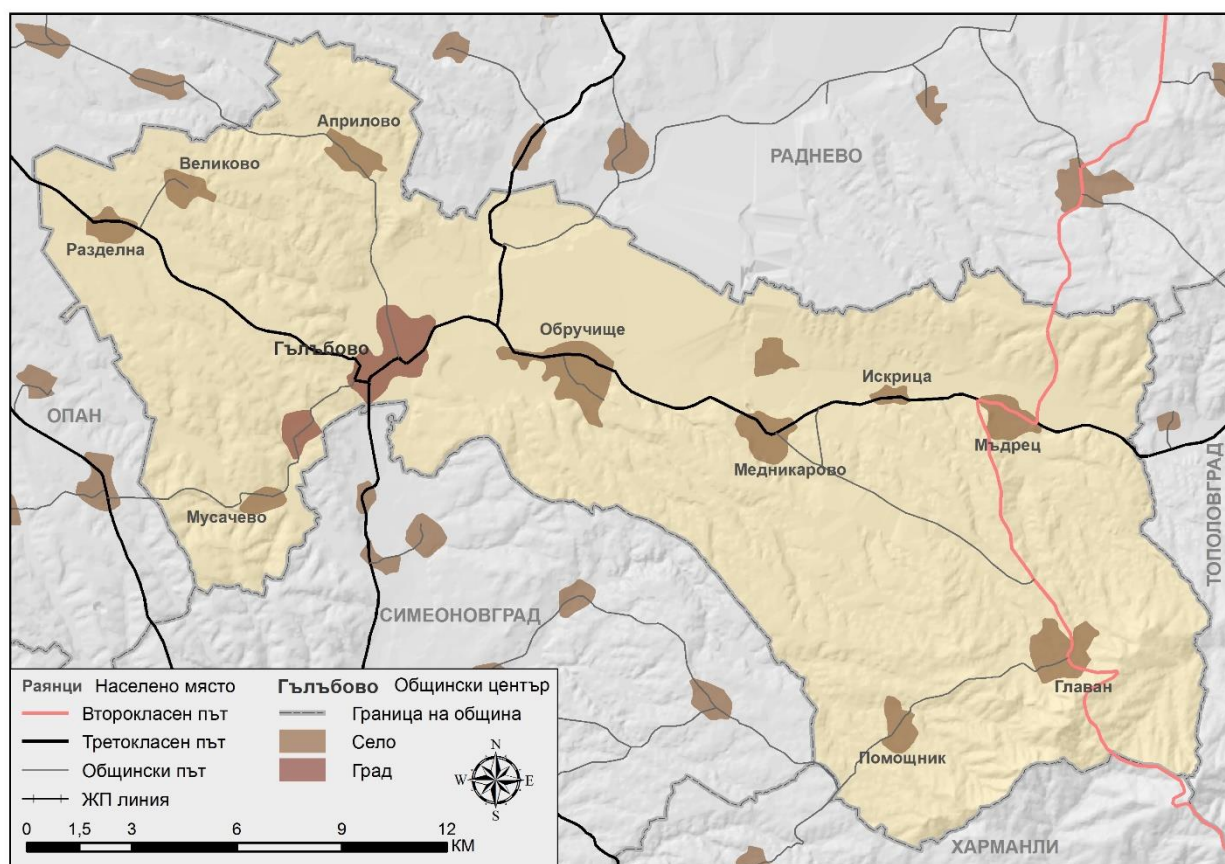 Априлово
Великово
РАДНЕВО
Разделна
Обручище
Гълъбово
Искрица
ОПАН
Мъдрец
Медникарово
ТОПОЛОВГРАД
Мусачево
СИМЕОНОВГРАД
Главан
Помощник
ХАРМАНЛИ
Раянци Населено място
Гълъбово Общински център
Второкласен път
Граница на община
Третокласен път
Село
Общински път
Град
ЖП линия
N
W E
S
0 1,5 3 6 9 12
КМ